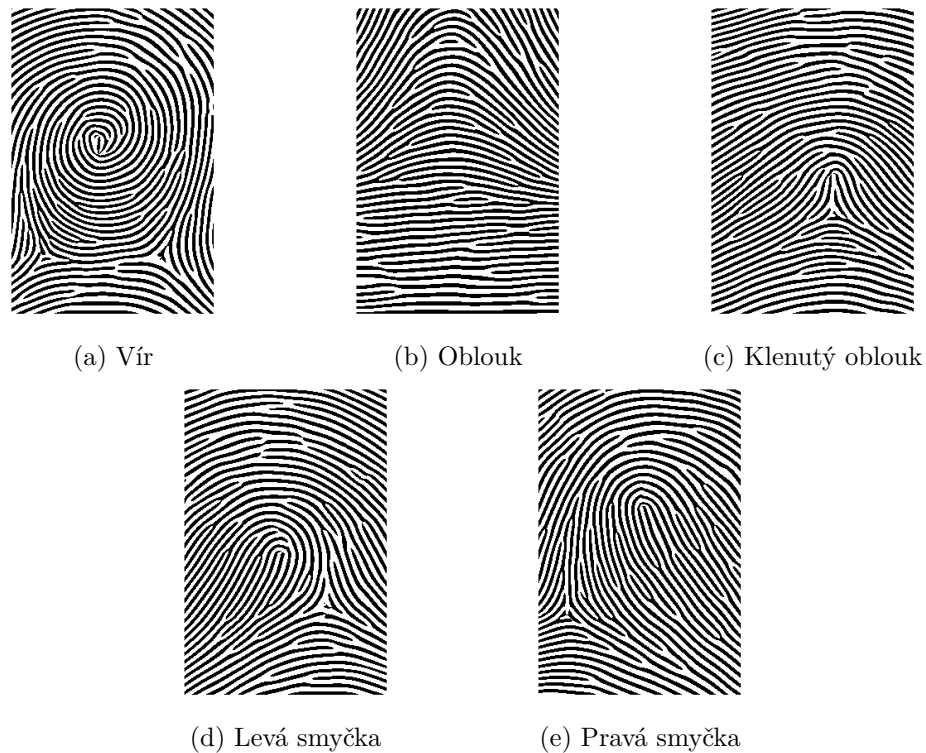 (a) Vír
(b) Oblouk
(c) Klenutý oblouk
(d) Levá smyčka
(e) Pravá smyčka